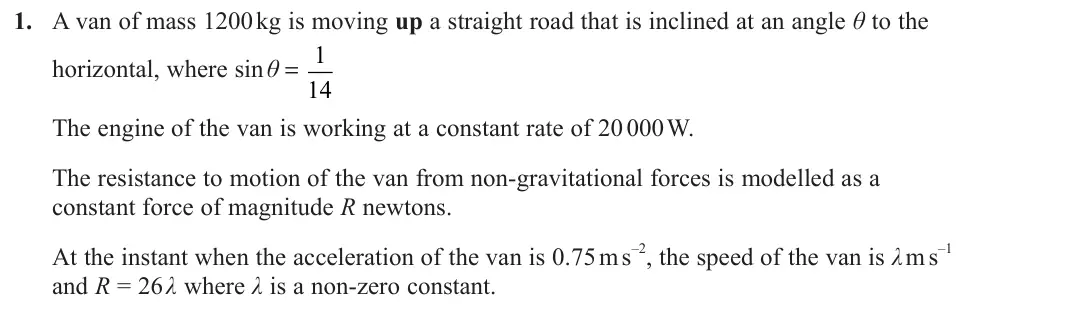 1. A van of mass 1200 kg is moving up a straight road that is inclined at an angle θ to the
horizontal, where sin θ = 1/14
The engine of the van is working at a constant rate of 20 000 W.
The resistance to motion of the van from non-gravitational forces is modelled as a
constant force of magnitude R newtons.
At the instant when the acceleration of the van is 0.75 m s⁻², the speed of the van is λ m s⁻¹
and R = 26λ where λ is a non-zero constant.